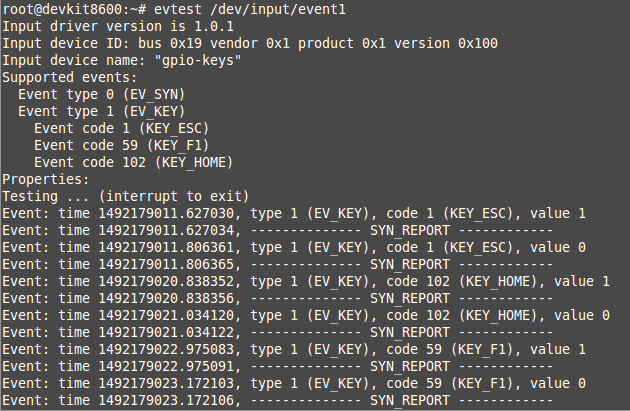 root@devkit8600:~# evtest /dev/input/event1
Input driver version is 1.0.1
Input device ID: bus 0x19 vendor 0x1 product 0x1 version 0x100
Input device name: "gpio-keys"
Supported events:
  Event type 0 (EV_SYN)
  Event type 1 (EV_KEY)
    Event code 1 (KEY_ESC)
    Event code 59 (KEY_F1)
    Event code 102 (KEY_HOME)
Properties:
Testing ... (interrupt to exit)
Event: time 1492179011.627030, type 1 (EV_KEY), code 1 (KEY_ESC), value 1
Event: time 1492179011.627034, -------------- SYN_REPORT ------------
Event: time 1492179011.806361, type 1 (EV_KEY), code 1 (KEY_ESC), value 0
Event: time 1492179011.806365, -------------- SYN_REPORT ------------
Event: time 1492179020.838352, type 1 (EV_KEY), code 102 (KEY_HOME), value 1
Event: time 1492179020.838356, -------------- SYN_REPORT ------------
Event: time 1492179021.034120, type 1 (EV_KEY), code 102 (KEY_HOME), value 0
Event: time 1492179021.034122, -------------- SYN_REPORT ------------
Event: time 1492179022.975083, type 1 (EV_KEY), code 59 (KEY_F1), value 1
Event: time 1492179022.975091, -------------- SYN_REPORT ------------
Event: time 1492179023.172103, type 1 (EV_KEY), code 59 (KEY_F1), value 0
Event: time 1492179023.172106, -------------- SYN_REPORT ------------